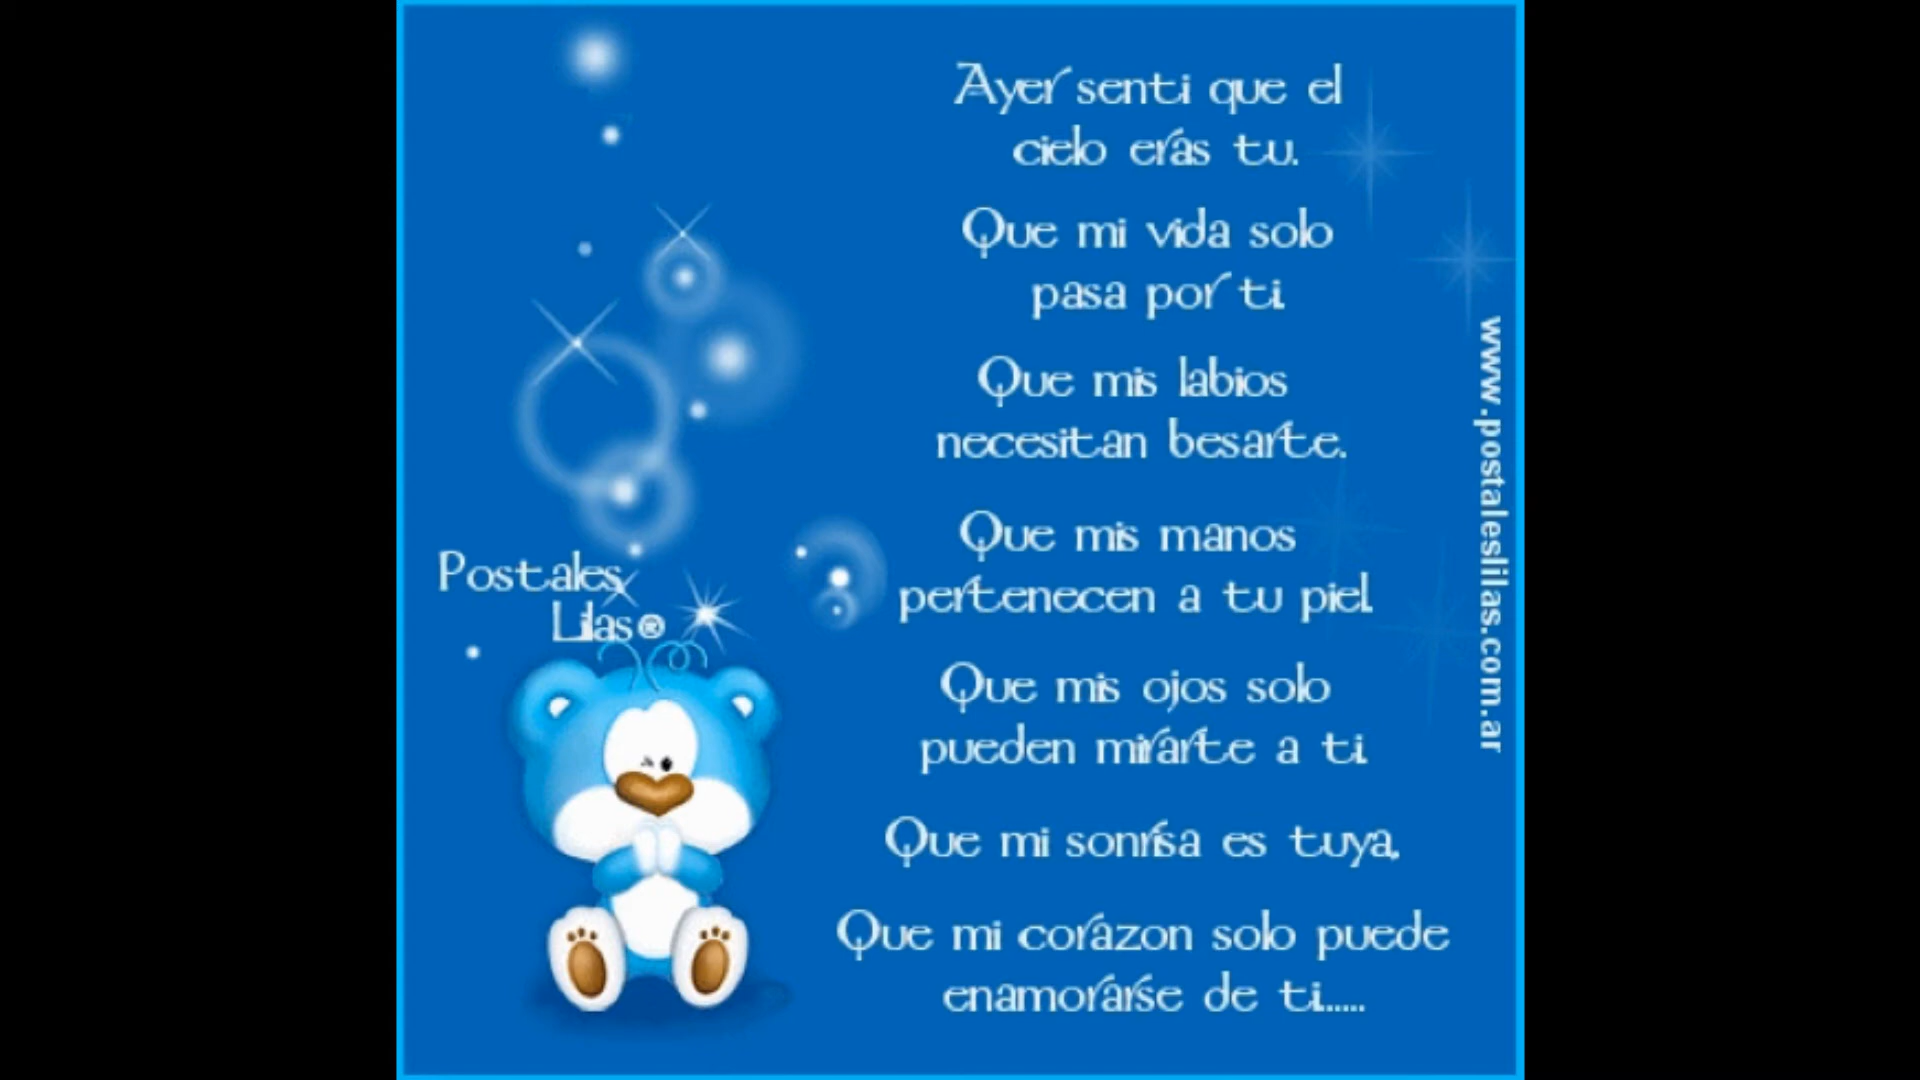 Ayer senti que el
cielo eras tu.
Que mi vida solo
pasa por ti.
Que mis labios
necesitan besarte.
Que mis manos
pertenecen a tu piel.
Que mis ojos solo
pueden mirarte a ti.
Que mi sonrisa es tuya,
Que mi corazon solo puede
enamorarse de ti.....
Postales
Lilas®
www.postaleslilas.com.ar